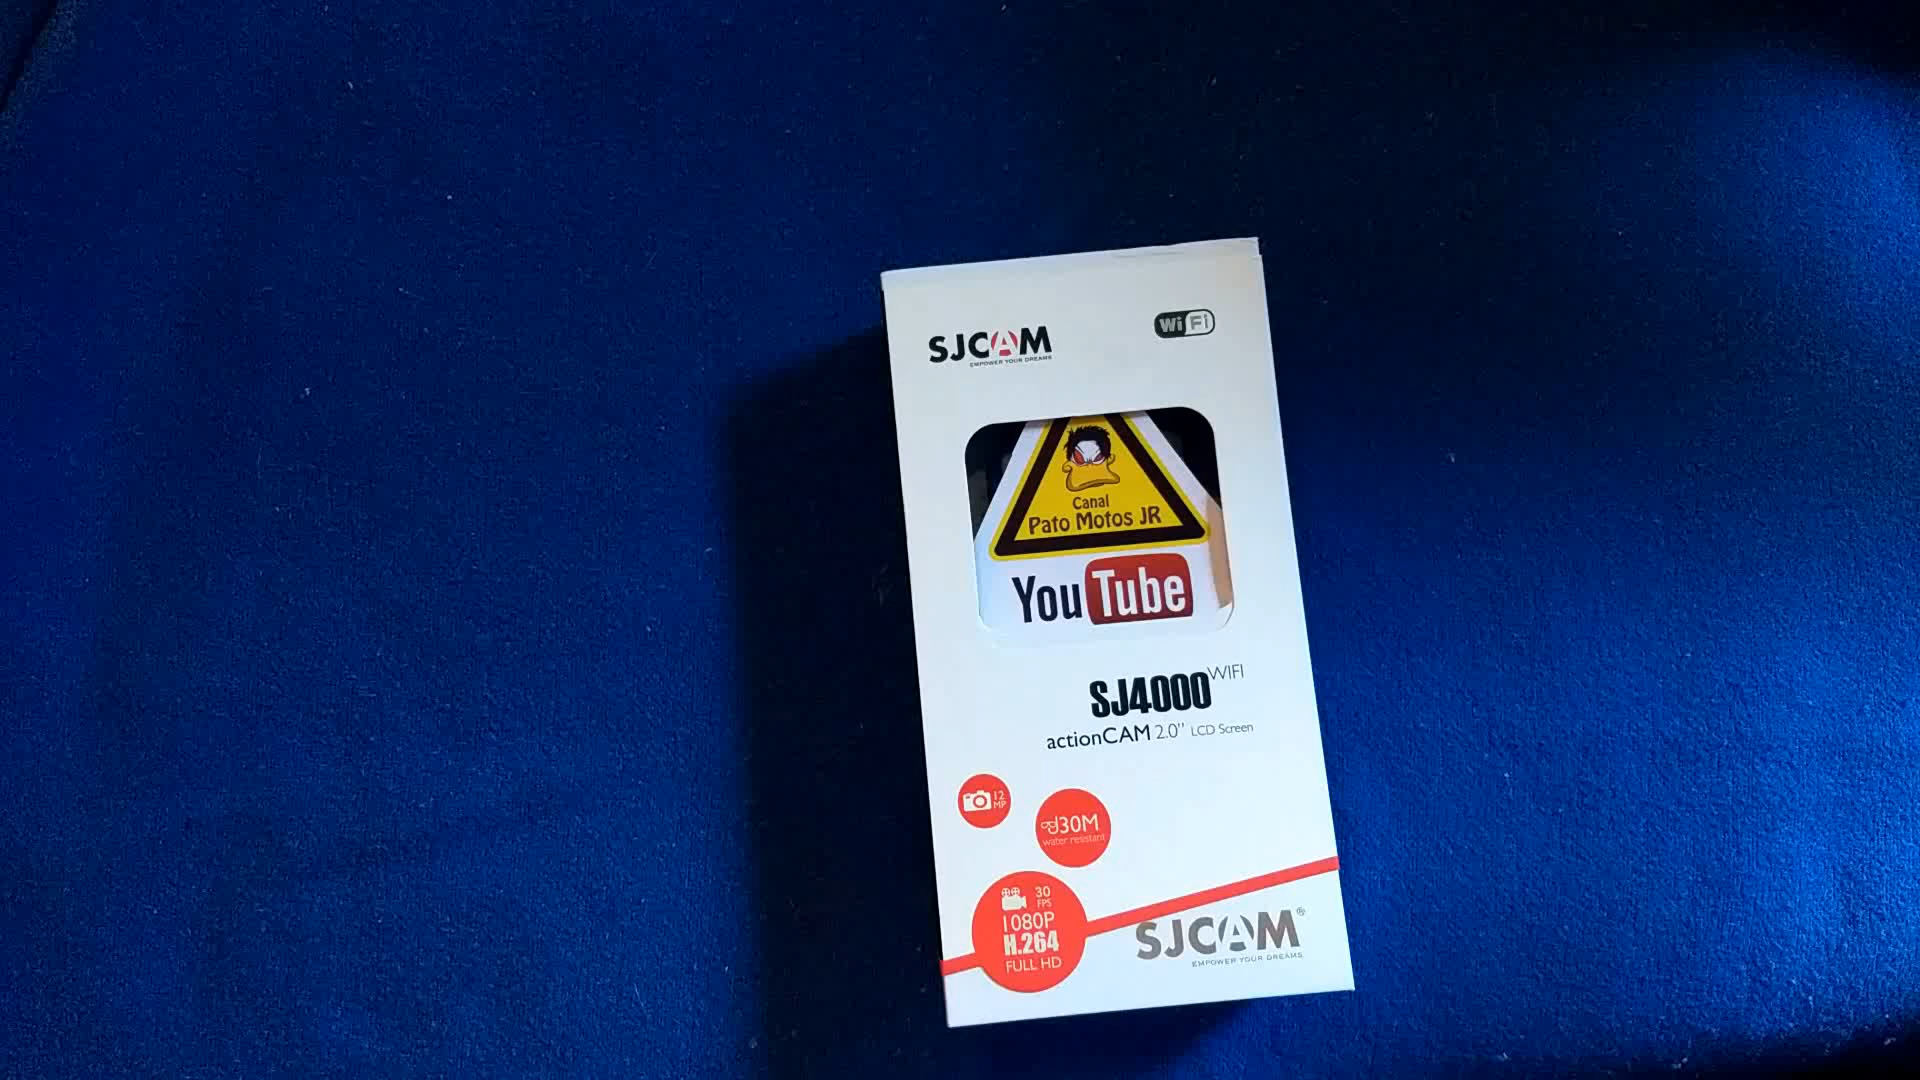 SJCAM
EMPOWER YOUR DREAMS
WiFi
Canal
Pato Motos JR
YouTube
SJ4000 WIFI
actionCAM 2.0" LCD Screen
12
MP
30M
water resistant
30
FPS
1080P
H.264
FULL HD
SJCAM®
EMPOWER YOUR DREAMS